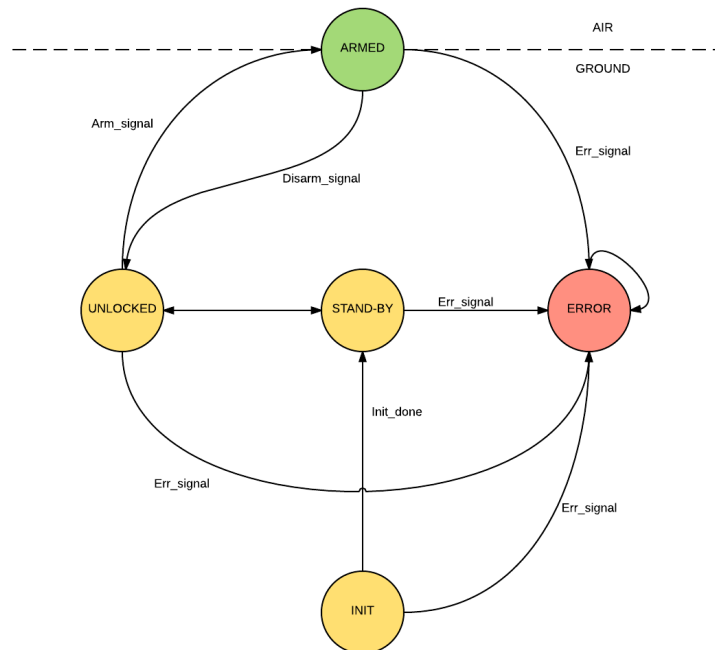 AIR
ARMED
GROUND
Arm_signal
Err_signal
Disarm_signal
UNLOCKED
STAND-BY
Err_signal
ERROR
Init_done
Err_signal
Err_signal
INIT